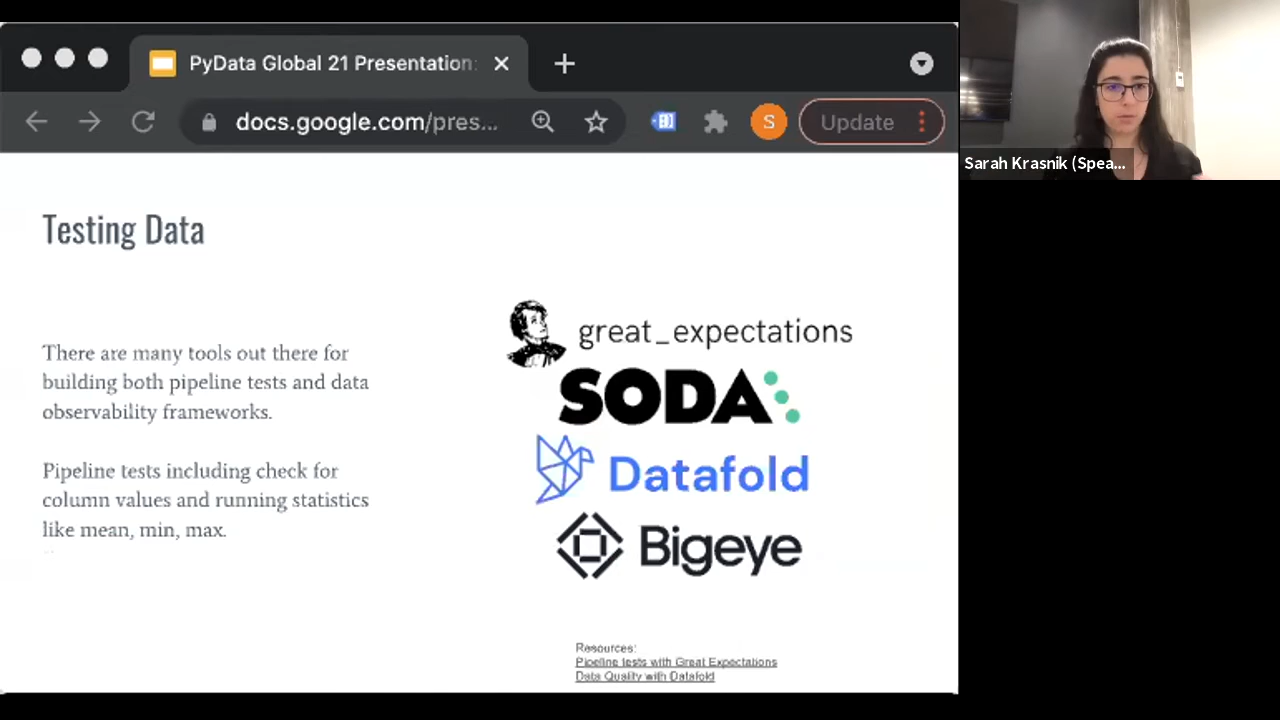 PyData Global 21 Presentation:
docs.google.com/pres...
S
Update
Sarah Krasnik (Spea...
Testing Data
There are many tools out there for
building both pipeline tests and data
observability frameworks.
Pipeline tests including check for
column values and running statistics
like mean, min, max.
great_expectations
SODA
Datafold
Bigeye
Resources:
Pipeline tests with Great Expectations
Data Quality with Datafold